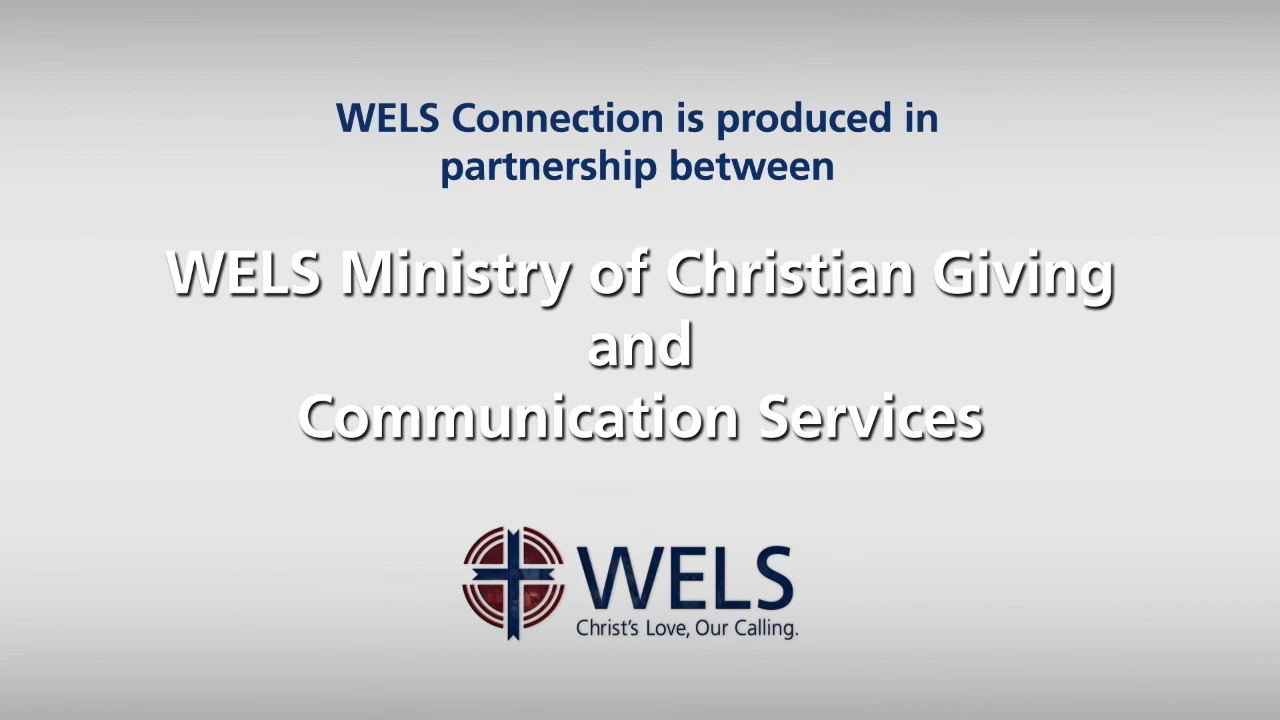 WELS Connection is produced in
partnership between
WELS Ministry of Christian Giving
and
Communication Services
WELS
Christ's Love, Our Calling.